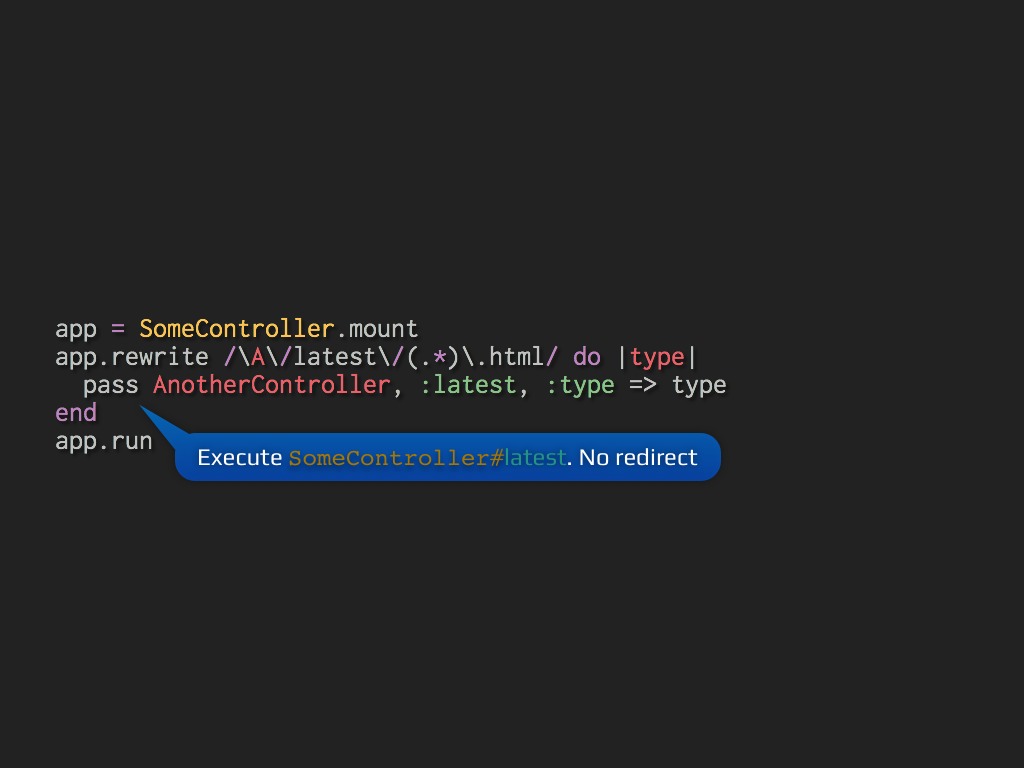 app = SomeController.mount
app.rewrite /\A\/latest\/(.*)\.html/ do |type|
  pass AnotherController, :latest, :type => type
end
app.run
Execute SomeController#latest. No redirect